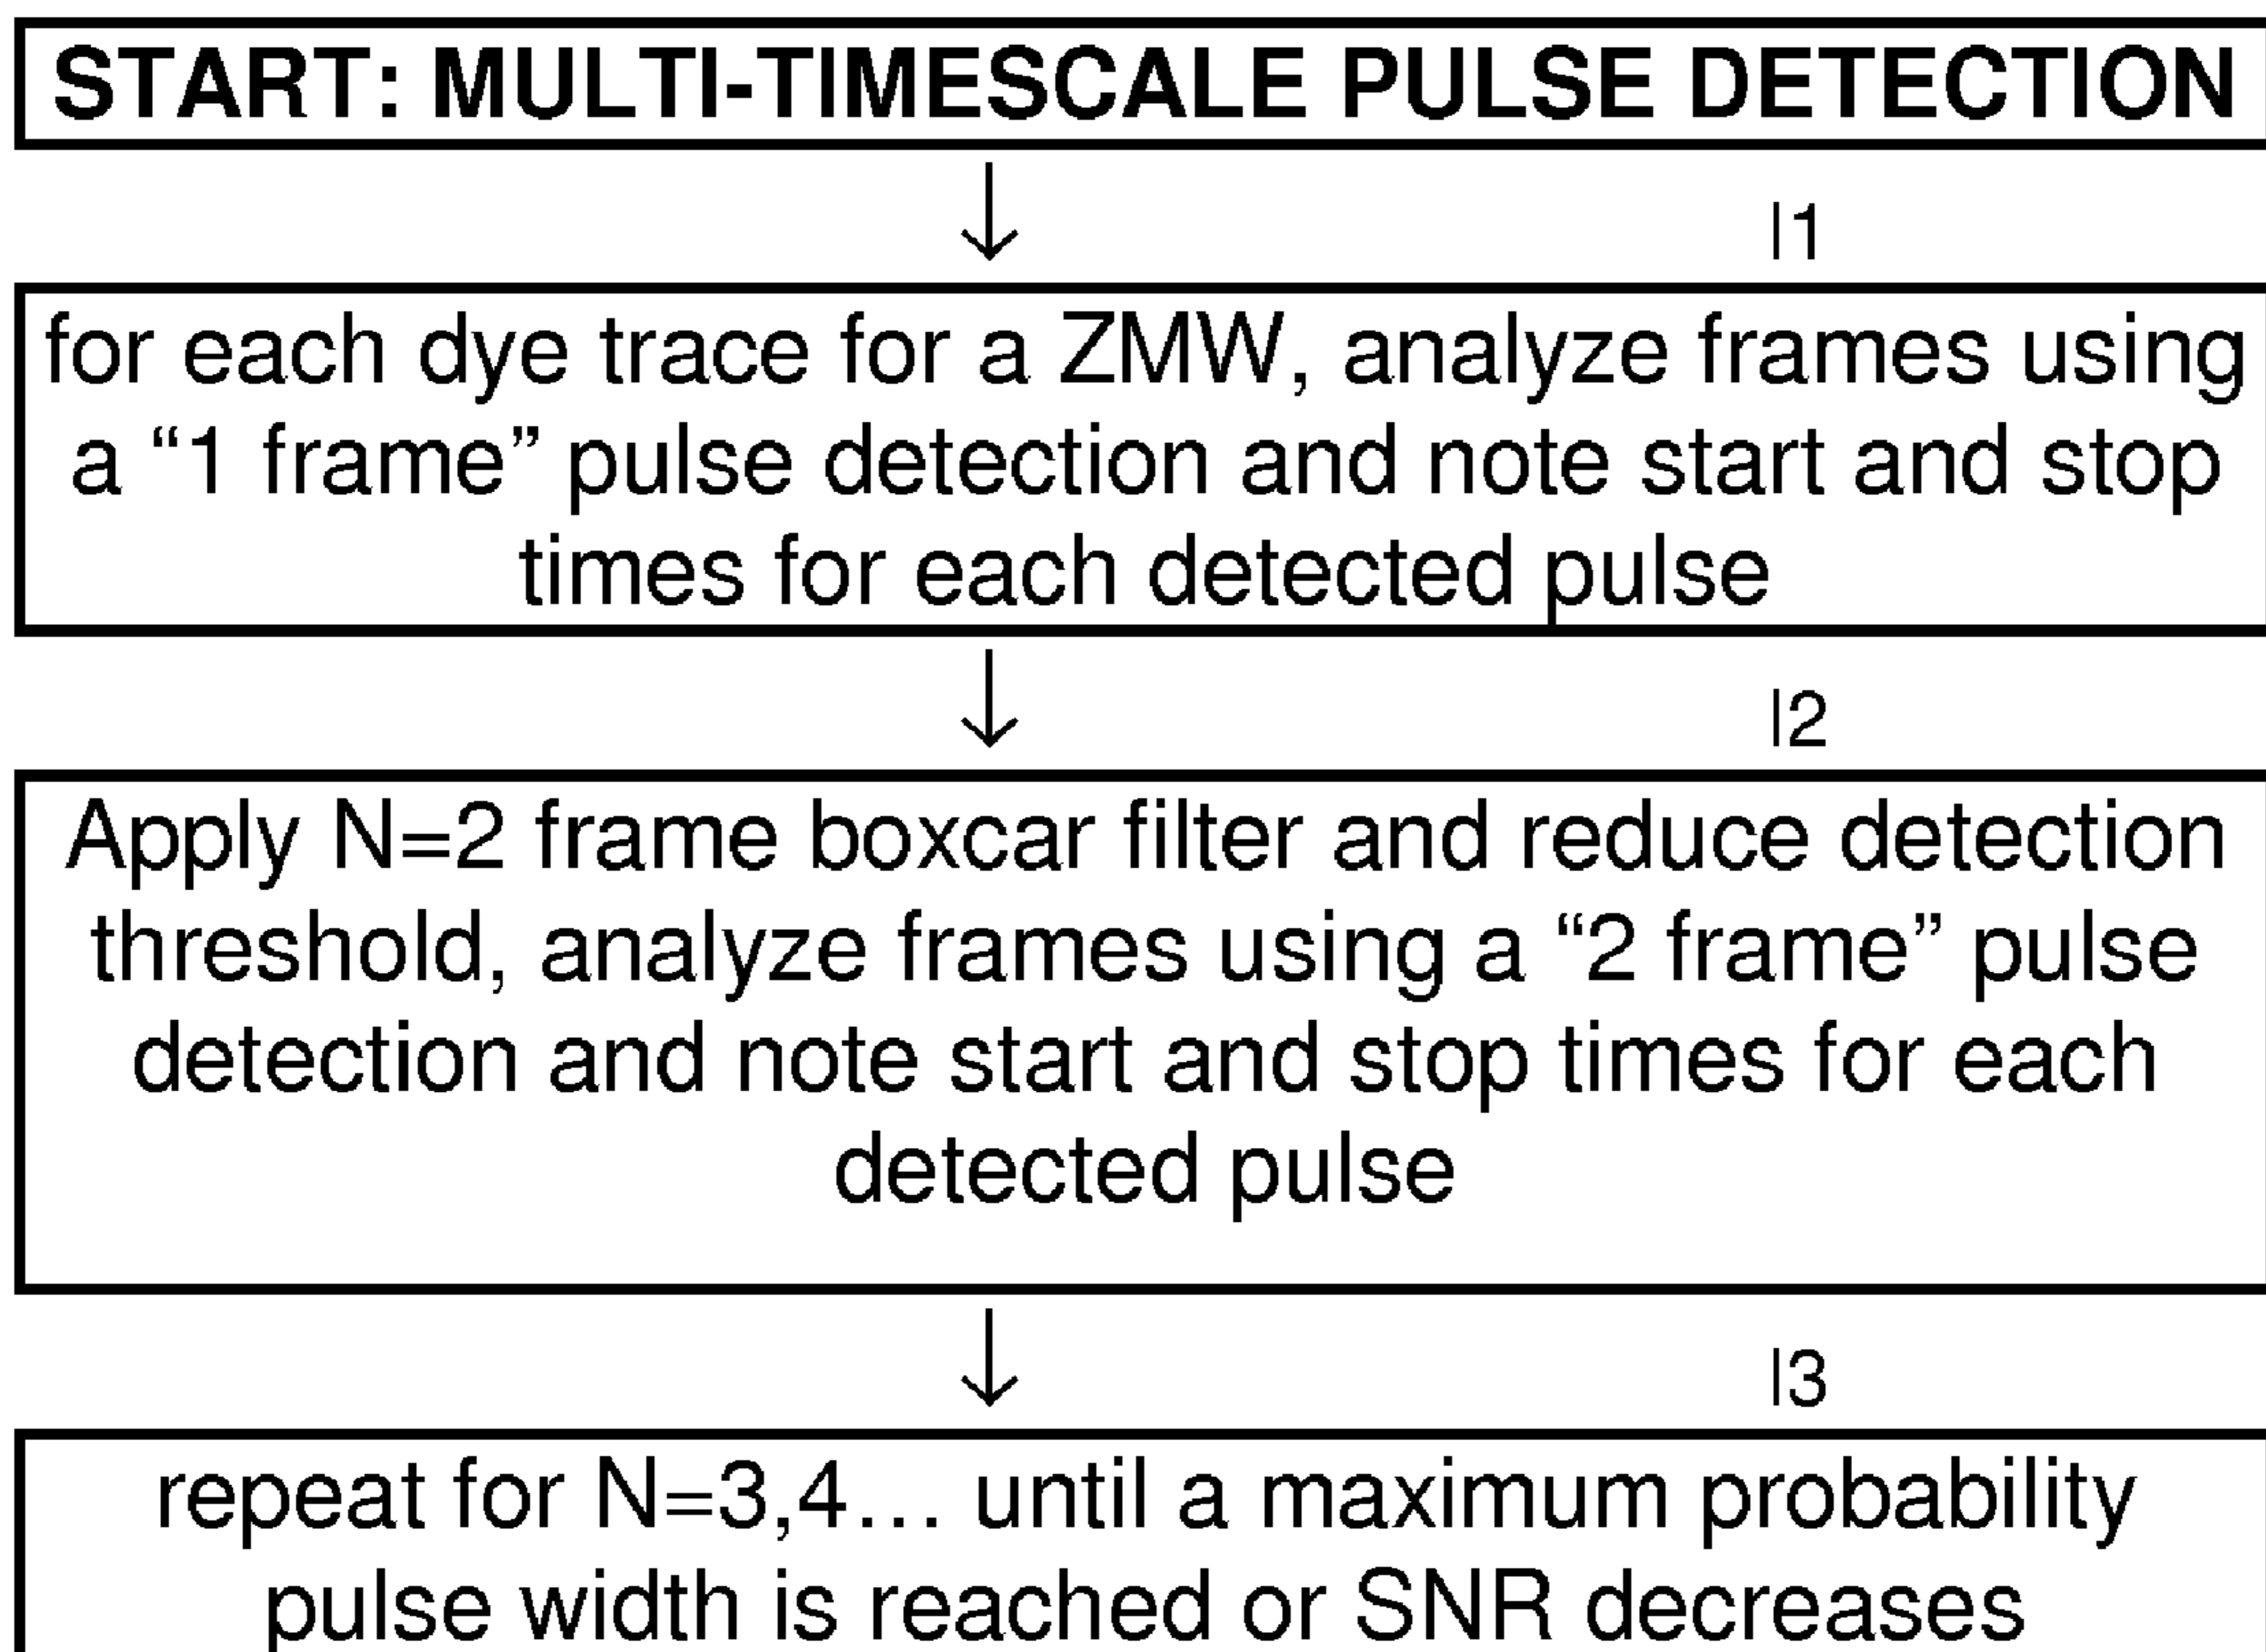 START: MULTI-TIMESCALE PULSE DETECTION
I1
for each dye trace for a ZMW, analyze frames using
a “1 frame” pulse detection and note start and stop
times for each detected pulse
I2
Apply N=2 frame boxcar filter and reduce detection
threshold, analyze frames using a “2 frame” pulse
detection and note start and stop times for each
detected pulse
I3
repeat for N=3,4... until a maximum probability
pulse width is reached or SNR decreases